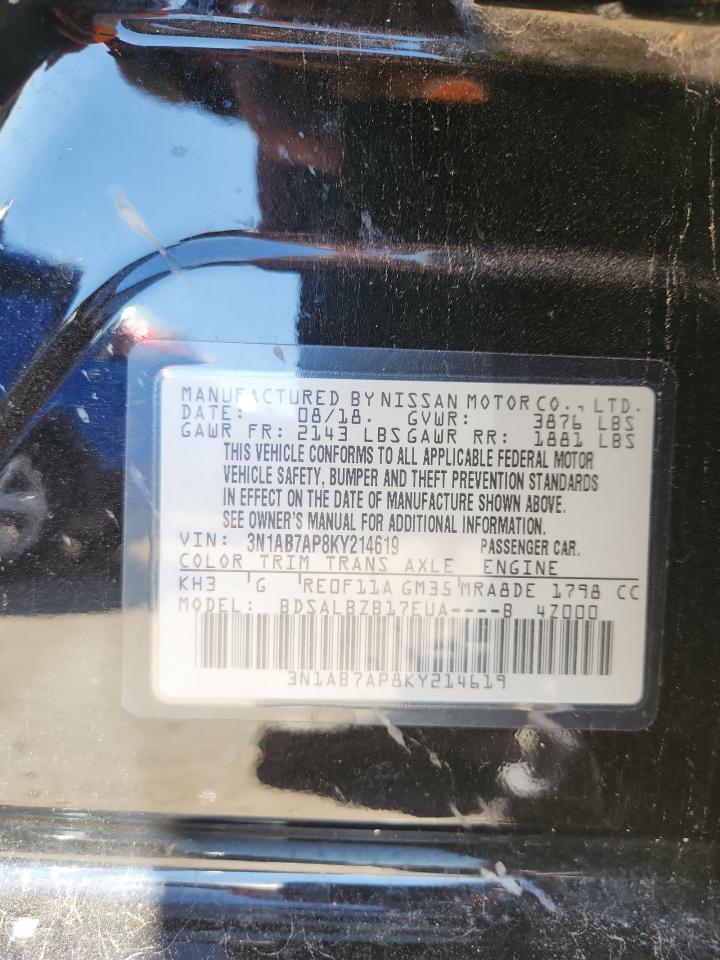 MANUFACTURED BY NISSAN MOTOR CO., LTD.
DATE: 08/18. GVWR: 3876 LBS
GAWR FR: 2143 LBS GAWR RR: 1881 LBS
THIS VEHICLE CONFORMS TO ALL APPLICABLE FEDERAL MOTOR
VEHICLE SAFETY, BUMPER AND THEFT PREVENTION STANDARDS
IN EFFECT ON THE DATE OF MANUFACTURE SHOWN ABOVE.
SEE OWNER'S MANUAL FOR ADDITIONAL INFORMATION.
VIN: 3N1AB7AP8KY214619 PASSENGER CAR.
COLOR TRIM TRANS AXLE ENGINE
KH3 G RE0F11A GM35 MRA8DE 1798 CC
MODEL: BDSALBZB17EUA----B 4Z000
3N1AB7AP8KY214619